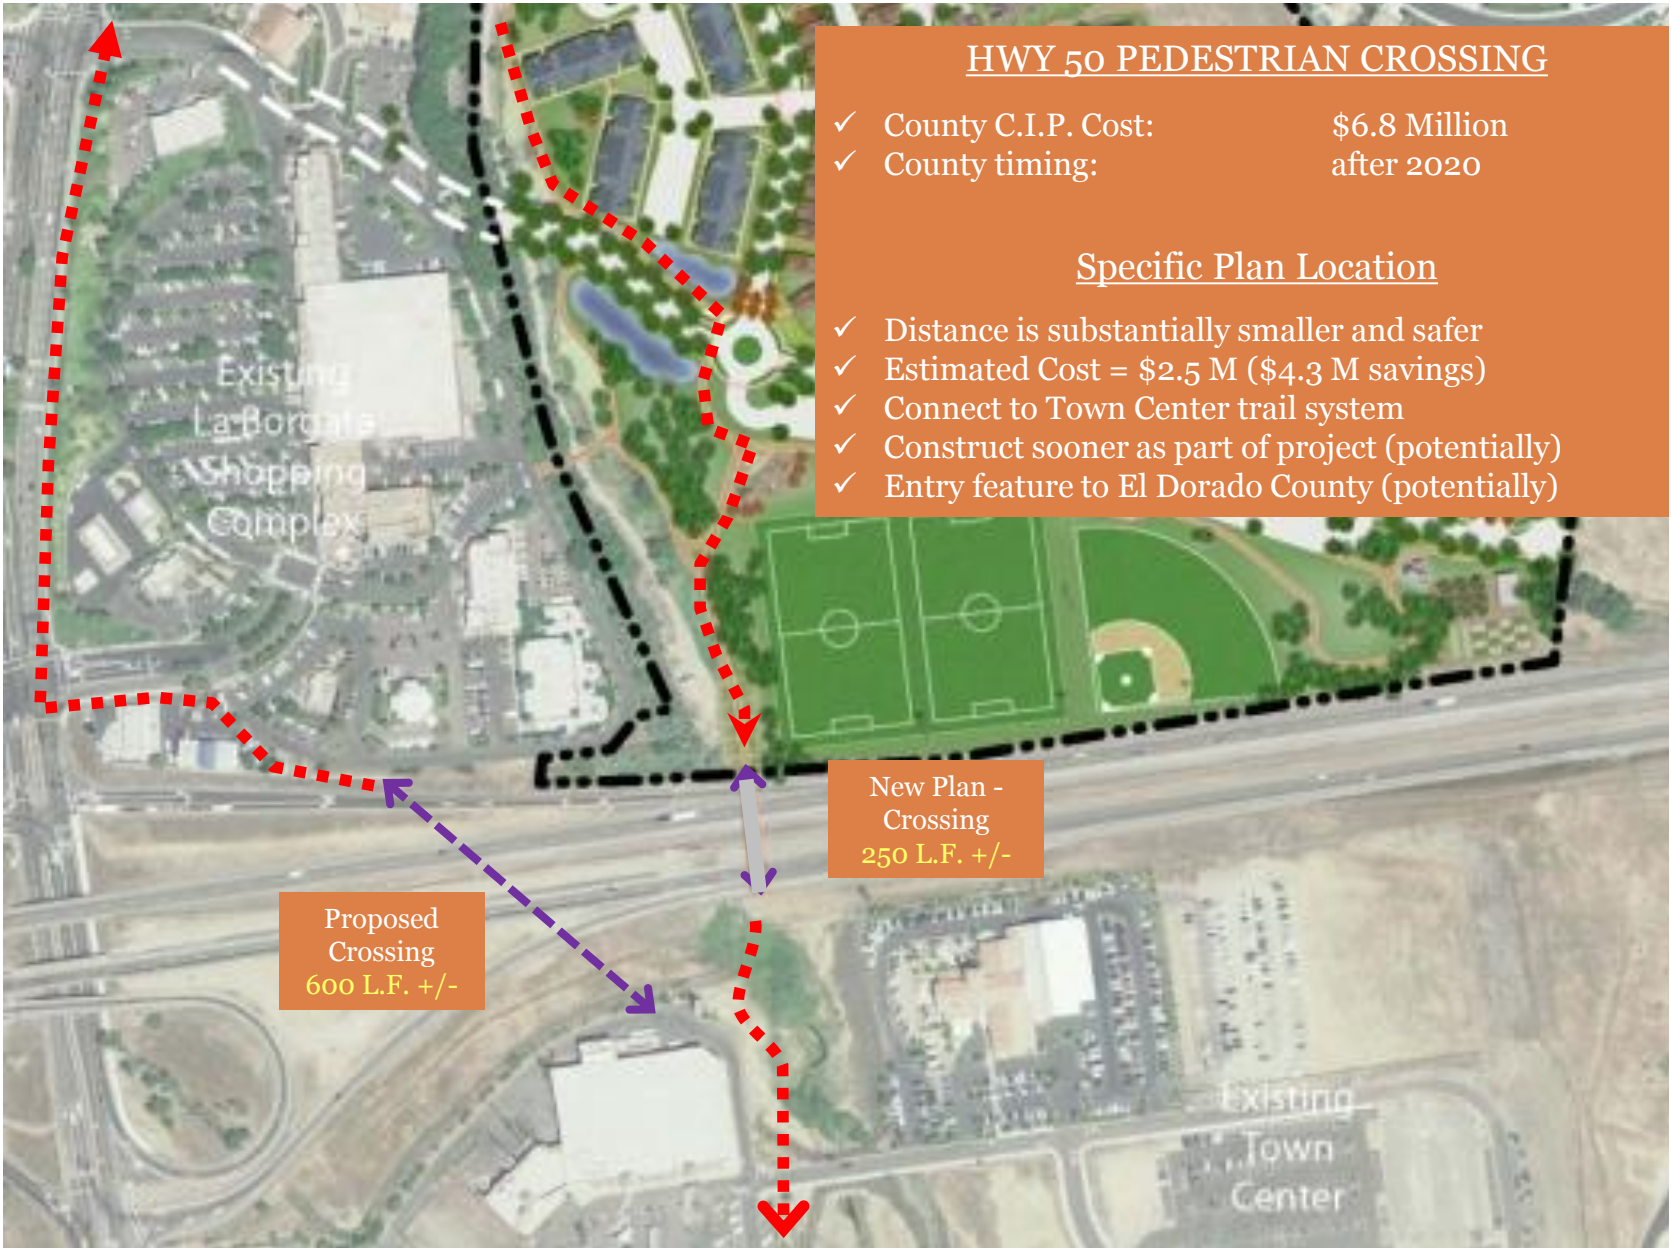 HWY 50 PEDESTRIAN CROSSING
✓ County C.I.P. Cost: $6.8 Million
✓ County timing: after 2020
Specific Plan Location
✓ Distance is substantially smaller and safer
✓ Estimated Cost = $2.5 M ($4.3 M savings)
✓ Connect to Town Center trail system
✓ Construct sooner as part of project (potentially)
✓ Entry feature to El Dorado County (potentially)
Existing
La Borgata
Shopping
Complex
New Plan -
Crossing
250 L.F. +/-
Proposed
Crossing
600 L.F. +/-
Existing
Town
Center